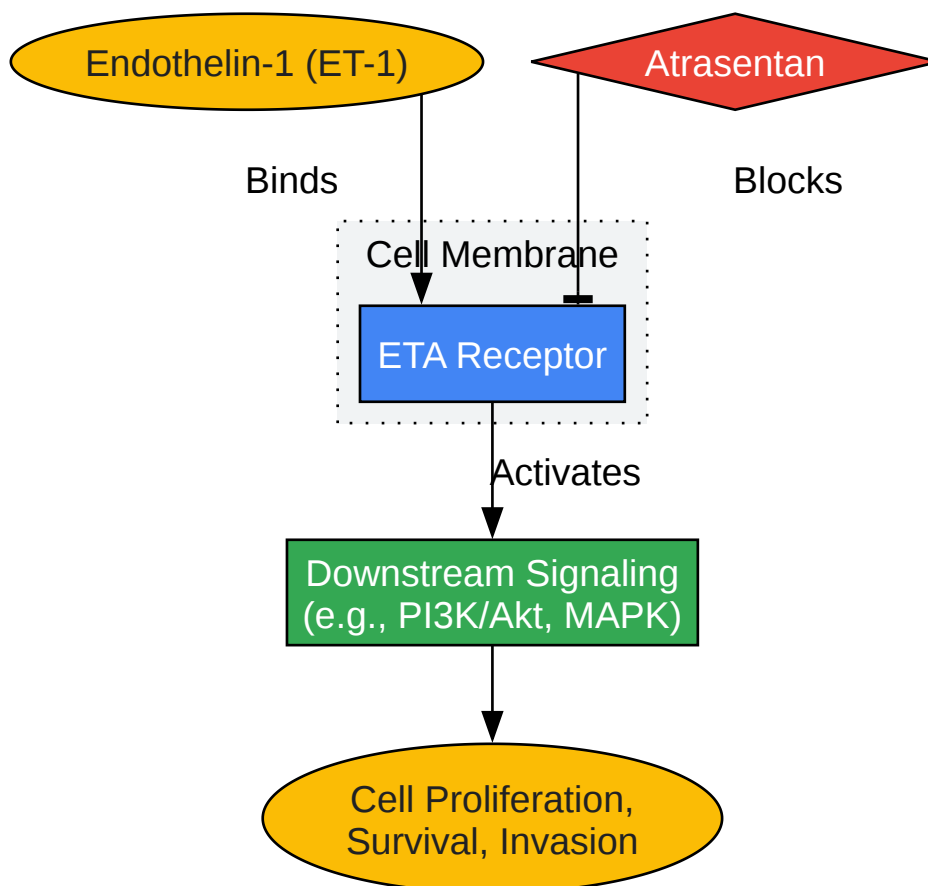 Endothelin-1 (ET-1)
Atrasentan
Binds
Blocks
Cell Membrane
ETA Receptor
Activates
Downstream Signaling
(e.g., PI3K/Akt, MAPK)
Cell Proliferation,
Survival, Invasion